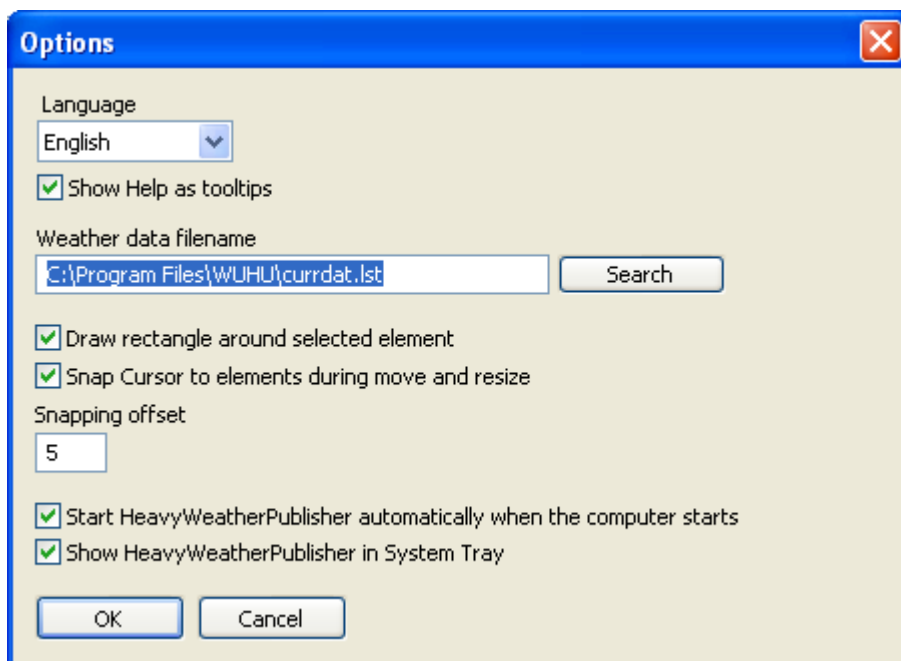 Options
Language
English
Show Help as tooltips
Weather data filename
C:\Program Files\WUHU\currdat.lst
Search
Draw rectangle around selected element
Snap Cursor to elements during move and resize
Snapping offset
5
Start HeavyWeatherPublisher automatically when the computer starts
Show HeavyWeatherPublisher in System Tray
OK Cancel